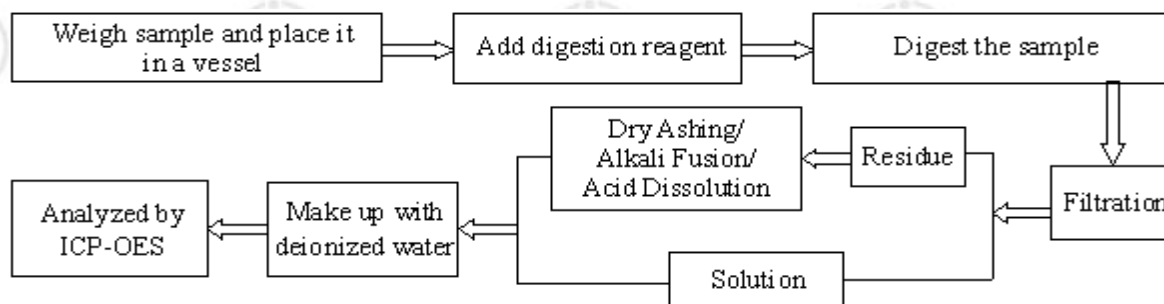 Weigh sample and place it
in a vessel
Add digestion reagent
Digest the sample
Dry Ashing/
Alkali Fusion/
Acid Dissolution
Residue
Filtration
Analyzed by
ICP-OES
Make up with
deionized water
Solution